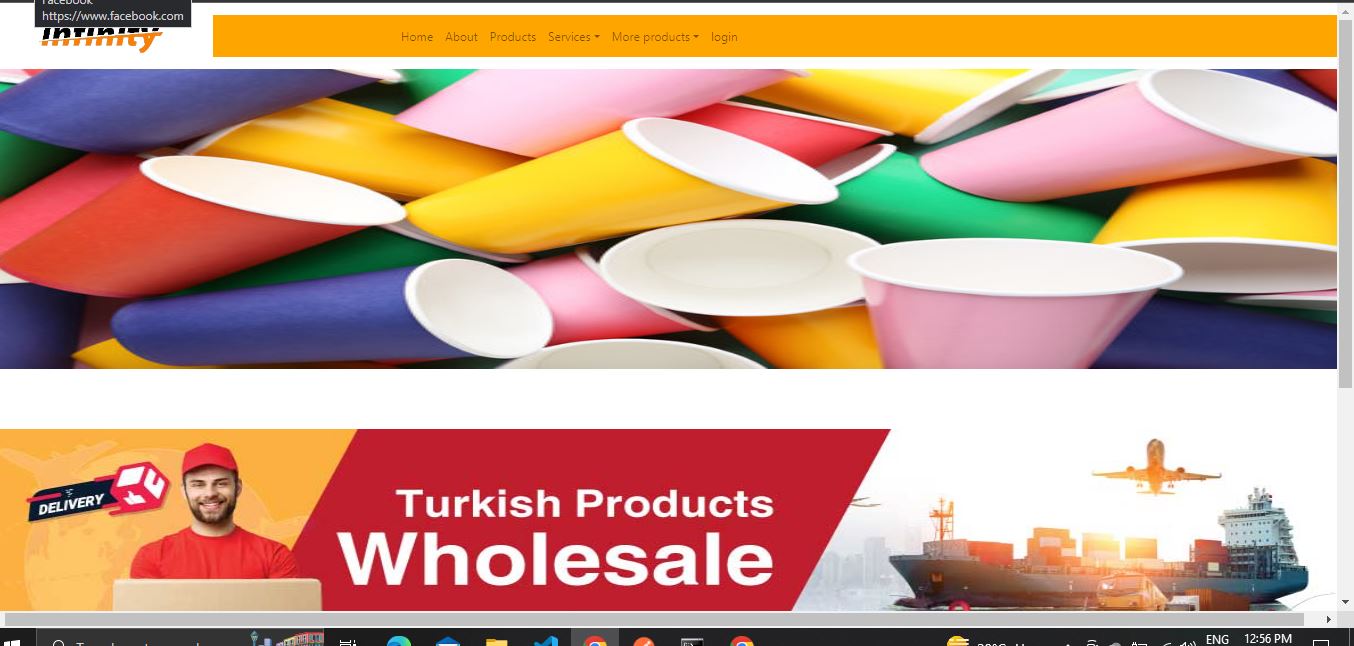 Facebook
https://www.facebook.com
infinity
Home About Products Services More products login
DELIVERY
Turkish Products
Wholesale
ENG 12:56 PM